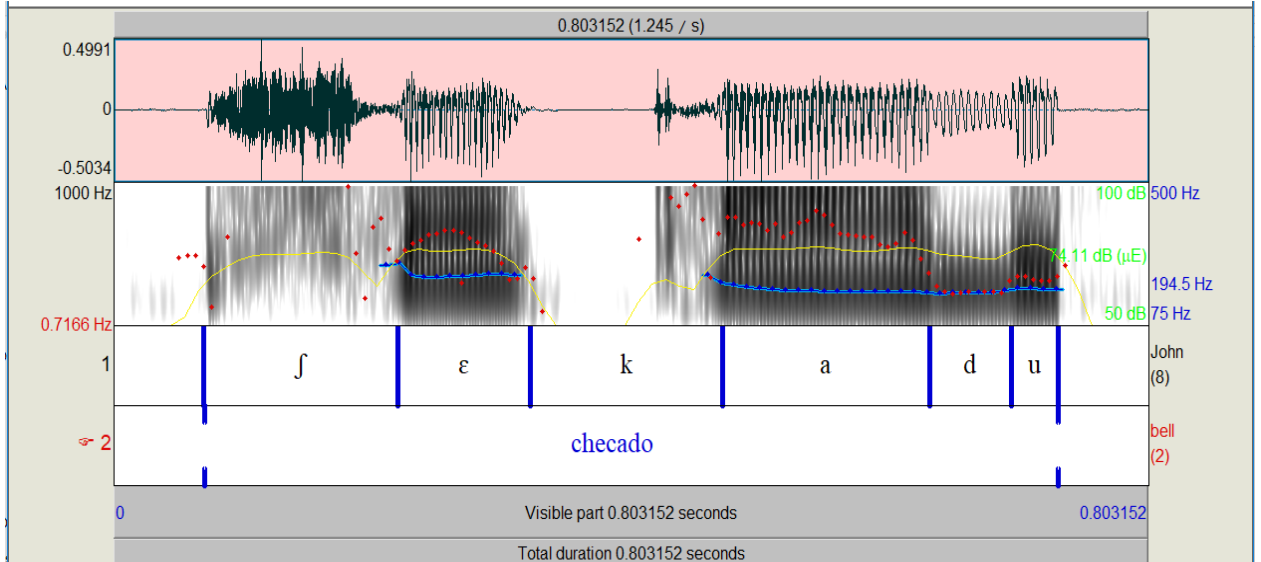 0.803152 (1.245 / s)
0.4991
0
-0.5034
1000 Hz
100 dB 500 Hz
74.11 dB (µE)
194.5 Hz
0.7166 Hz
50 dB 75 Hz
1 ʃ ɛ k a d u John
(8)
☞ 2 checado bell
(2)
0 Visible part 0.803152 seconds 0.803152
Total duration 0.803152 seconds